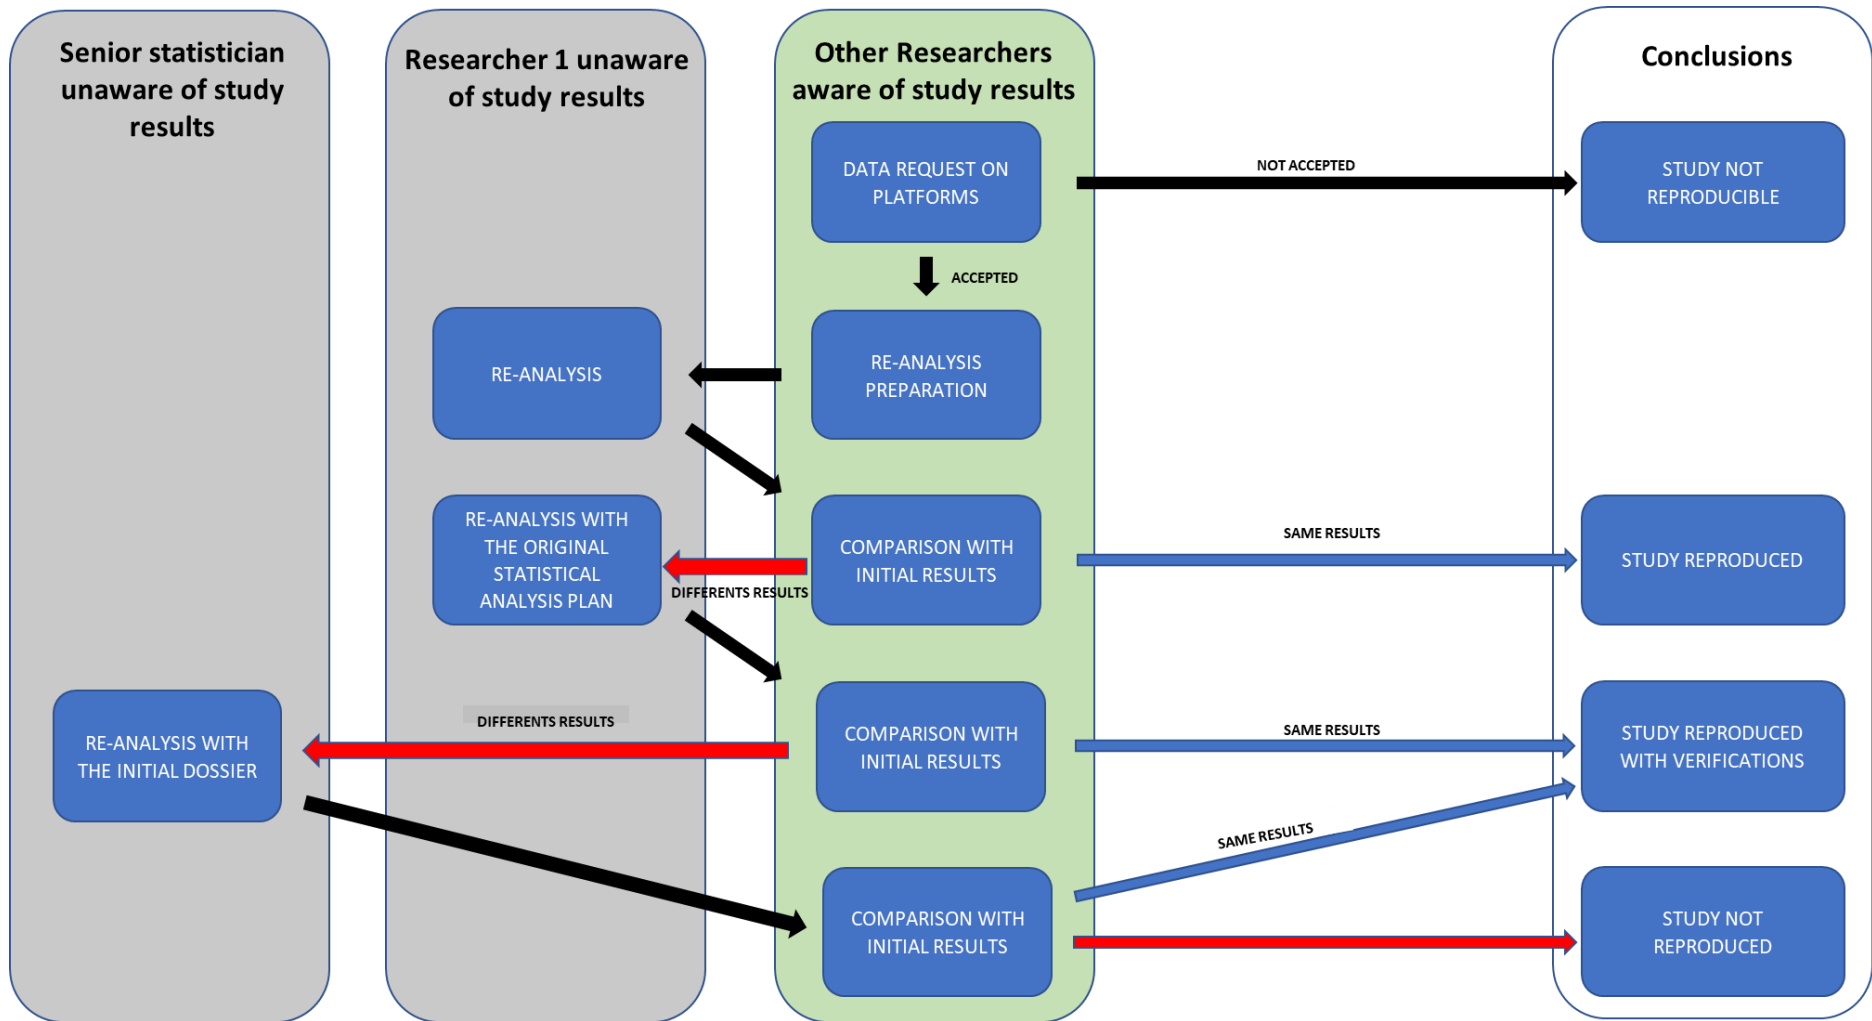 Senior statistician
unaware of study
results
Researcher 1 unaware
of study results
Other Researchers
aware of study results
Conclusions
DATA REQUEST ON
PLATFORMS
NOT ACCEPTED
STUDY NOT
REPRODUCIBLE
ACCEPTED
RE-ANALYSIS
RE-ANALYSIS
PREPARATION
RE-ANALYSIS WITH
THE ORIGINAL
STATISTICAL
ANALYSIS PLAN
DIFFERENTS RESULTS
COMPARISON WITH
INITIAL RESULTS
SAME RESULTS
STUDY REPRODUCED
RE-ANALYSIS WITH
THE INITIAL DOSSIER
DIFFERENTS RESULTS
COMPARISON WITH
INITIAL RESULTS
SAME RESULTS
STUDY REPRODUCED
WITH VERIFICATIONS
SAME RESULTS
COMPARISON WITH
INITIAL RESULTS
STUDY NOT
REPRODUCED